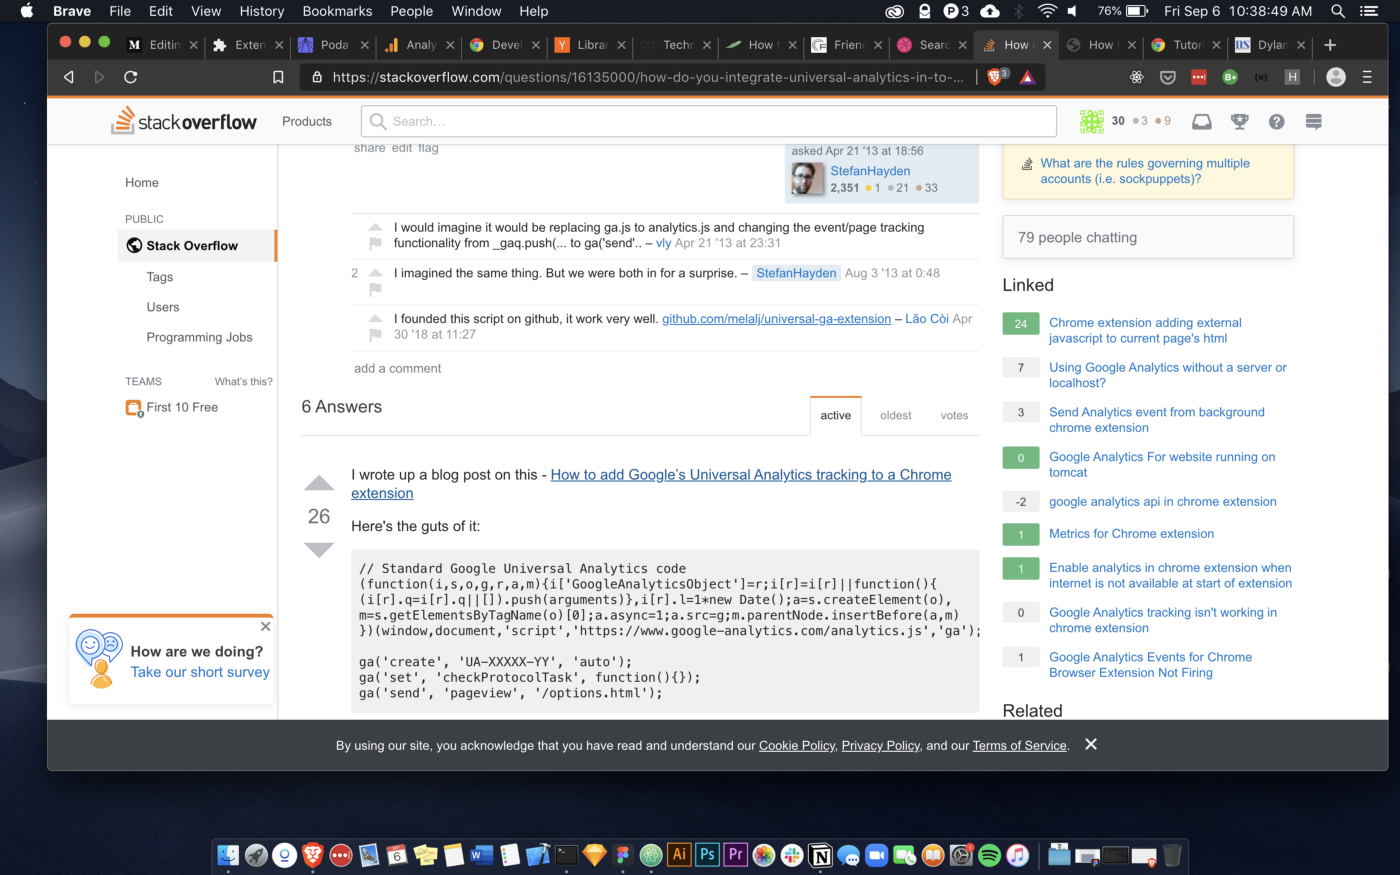 Brave File Edit View History Bookmarks People Window Help
3 76% Fri Sep 6 10:38:49 AM
Editin Exten Poda Analy Devel Librar Techr How t Frienc Searc How How t Tutor Dylan
https://stackoverflow.com/questions/16135000/how-do-you-integrate-universal-analytics-in-to-...
3
stackoverflow
Products
Search...
30 3 9
share edit flag
asked Apr 21 '13 at 18:56
StefanHayden
2,351 1 21 33
Home
PUBLIC
Stack Overflow
Tags
Users
Programming Jobs
TEAMS What's this?
First 10 Free
I would imagine it would be replacing ga.js to analytics.js and changing the event/page tracking
functionality from _gaq.push(... to ga('send'.. – vly Apr 21 '13 at 23:31
2 I imagined the same thing. But we were both in for a surprise. – StefanHayden Aug 3 '13 at 0:48
I founded this script on github, it work very well. github.com/melalj/universal-ga-extension – Lão Còi Apr
30 '18 at 11:27
add a comment
6 Answers
active oldest votes
26
I wrote up a blog post on this - How to add Google's Universal Analytics tracking to a Chrome
extension
Here's the guts of it:
// Standard Google Universal Analytics code
(function(i,s,o,g,r,a,m){i['GoogleAnalyticsObject']=r;i[r]=i[r]||function(){
(i[r].q=i[r].q||[]).push(arguments)},i[r].l=1*new Date();a=s.createElement(o),
m=s.getElementsByTagName(o)[0];a.async=1;a.src=g;m.parentNode.insertBefore(a,m)
})(window,document,'script','https://www.google-analytics.com/analytics.js','ga');
ga('create', 'UA-XXXXX-YY', 'auto');
ga('set', 'checkProtocolTask', function(){});
ga('send', 'pageview', '/options.html');
What are the rules governing multiple
accounts (i.e. sockpuppets)?
79 people chatting
Linked
24 Chrome extension adding external
javascript to current page's html
7 Using Google Analytics without a server or
localhost?
3 Send Analytics event from background
chrome extension
0 Google Analytics For website running on
tomcat
-2 google analytics api in chrome extension
1 Metrics for Chrome extension
1 Enable analytics in chrome extension when
internet is not available at start of extension
0 Google Analytics tracking isn't working in
chrome extension
1 Google Analytics Events for Chrome
Browser Extension Not Firing
Related
How are we doing?
Take our short survey
By using our site, you acknowledge that you have read and understand our Cookie Policy, Privacy Policy, and our Terms of Service.
6 Ai Ps Pr